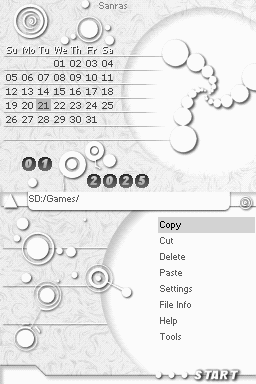 Sanras
Su Mo Tu We Th Fr Sa
01 02 03 04
05 06 07 08 09 10 11
12 13 14 15 16 17 18
19 20 21 22 23 24 25
26 27 28 29 30 31
01
2025
SD:/Games/
Copy
Cut
Delete
Paste
Settings
File Info
Help
Tools
START